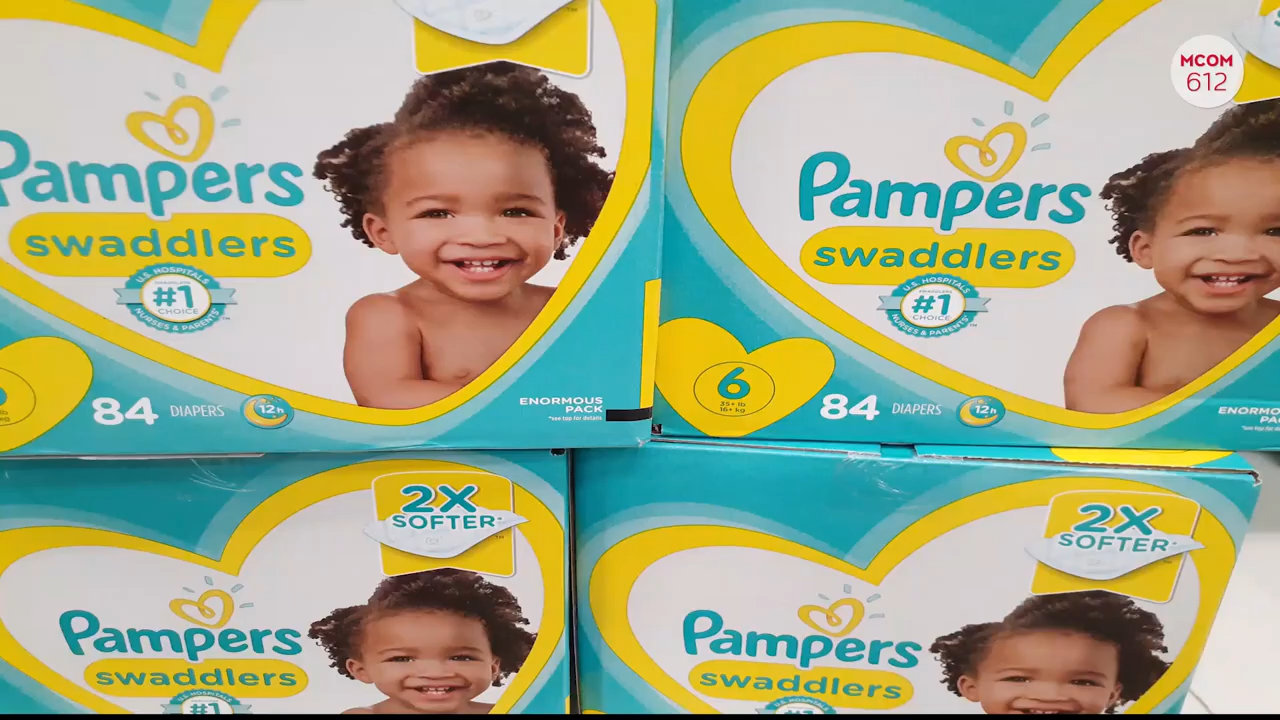 MCOM
612
Pampers
swaddlers
U.S. HOSPITALS
#1
CHOICE
NURSES & PARENTS
84 DIAPERS 12h
ENORMOUS
PACK
*see top for details
Pampers
swaddlers
U.S. HOSPITALS
SWADDLERS
#1
CHOICE
NURSES & PARENTS
6
35+ lb
16+ kg
84 DIAPERS 12h
2X
SOFTER*
Pampers
swaddlers
U.S. HOSPITALS
#1
2X
SOFTER*
Pampers
swaddlers